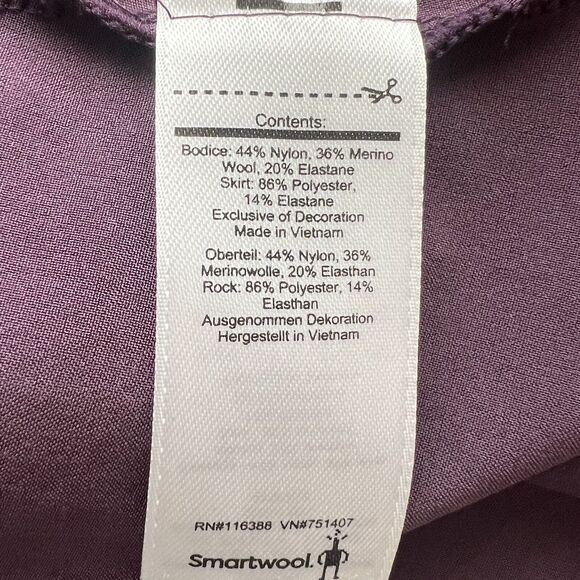 Contents:
Bodice: 44% Nylon, 36% Merino
Wool, 20% Elastane
Skirt: 86% Polyester,
14% Elastane
Exclusive of Decoration
Made in Vietnam
Oberteil: 44% Nylon, 36%
Merinowolle, 20% Elasthan
Rock: 86% Polyester, 14%
Elasthan
Ausgenommen Dekoration
Hergestellt in Vietnam
RN#116388 VN#751407
Smartwool.